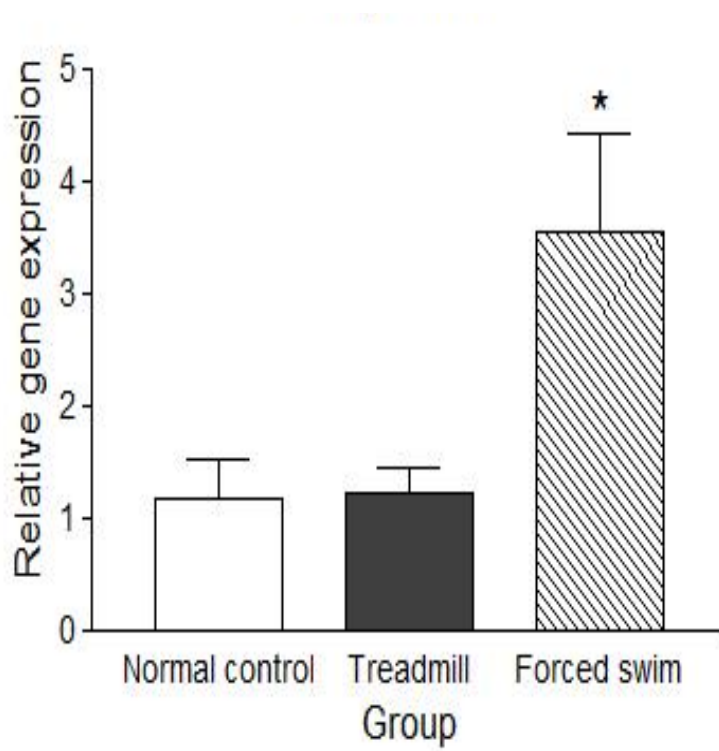 Relative gene expression
5
4
3
2
1
0
*
Normal control Treadmill Forced swim
Group